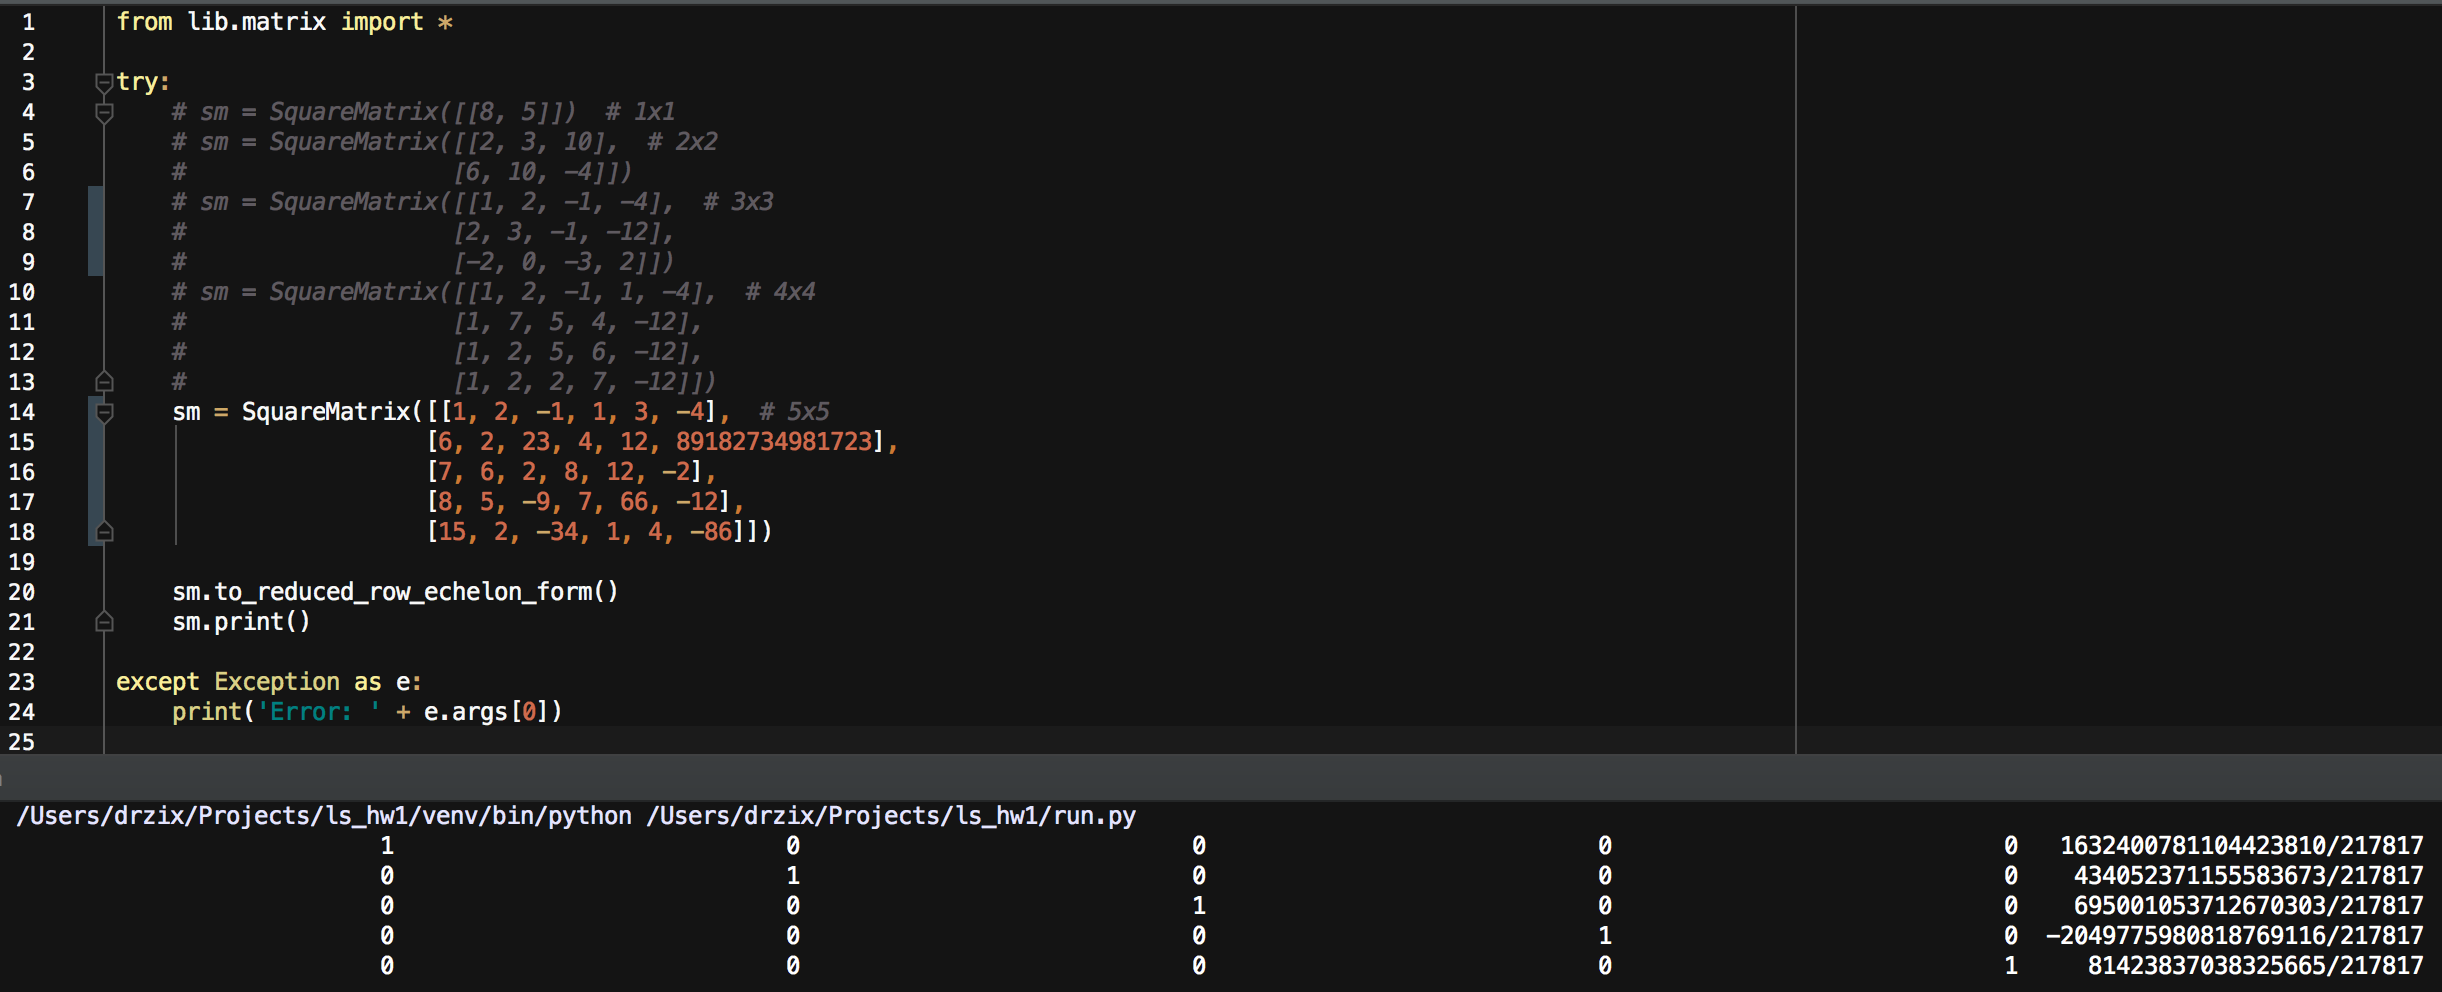 1 from lib.matrix import *
2
3 try:
4     # sm = SquareMatrix([[8, 5]])  # 1x1
5     # sm = SquareMatrix([[2, 3, 10],  # 2x2
6     #                   [6, 10, -4]])
7     # sm = SquareMatrix([[1, 2, -1, -4],  # 3x3
8     #                   [2, 3, -1, -12],
9     #                   [-2, 0, -3, 2]])
10     # sm = SquareMatrix([[1, 2, -1, 1, -4],  # 4x4
11     #                   [1, 7, 5, 4, -12],
12     #                   [1, 2, 5, 6, -12],
13     #                   [1, 2, 2, 7, -12]])
14     sm = SquareMatrix([[1, 2, -1, 1, 3, -4],  # 5x5
15                       [6, 2, 23, 4, 12, 89182734981723],
16                       [7, 6, 2, 8, 12, -2],
17                       [8, 5, -9, 7, 66, -12],
18                       [15, 2, -34, 1, 4, -86]])
19
20     sm.to_reduced_row_echelon_form()
21     sm.print()
22
23 except Exception as e:
24     print('Error: ' + e.args[0])
25
/Users/drzix/Projects/ls_hw1/venv/bin/python /Users/drzix/Projects/ls_hw1/run.py
1 0 0 0 0 1632400781104423810/217817
0 1 0 0 0 434052371155583673/217817
0 0 1 0 0 695001053712670303/217817
0 0 0 1 0 -2049775980818769116/217817
0 0 0 0 1 81423837038325665/217817